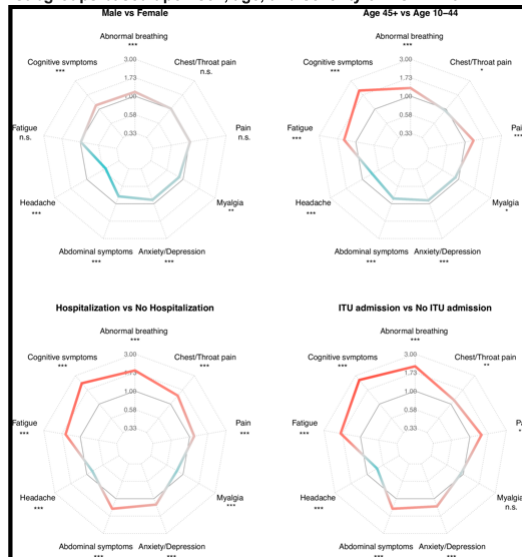 Male vs Female
Abnormal breathing
***
Cognitive symptoms
***
Chest/Throat pain
n.s.
3.00
1.73
1.00
0.58
0.33
Fatigue
n.s.
Pain
n.s.
Headache
***
Myalgia
**
Abdominal symptoms
***
Anxiety/Depression
***
Age 45+ vs Age 10–44
Abnormal breathing
***
Cognitive symptoms
***
Chest/Throat pain
*
3.00
1.73
1.00
0.58
0.33
Fatigue
***
Pain
***
Headache
***
Myalgia
*
Abdominal symptoms
***
Anxiety/Depression
***
Hospitalization vs No Hospitalization
Abnormal breathing
***
Cognitive symptoms
***
Chest/Throat pain
***
3.00
1.73
1.00
0.58
0.33
Fatigue
***
Pain
***
Headache
***
Myalgia
***
Abdominal symptoms
***
Anxiety/Depression
***
ITU admission vs No ITU admission
Abnormal breathing
***
Cognitive symptoms
***
Chest/Throat pain
**
3.00
1.73
1.00
0.58
0.33
Fatigue
***
Headache
***
Myalgia
n.s.
Abdominal symptoms
***
Anxiety/Depression
***